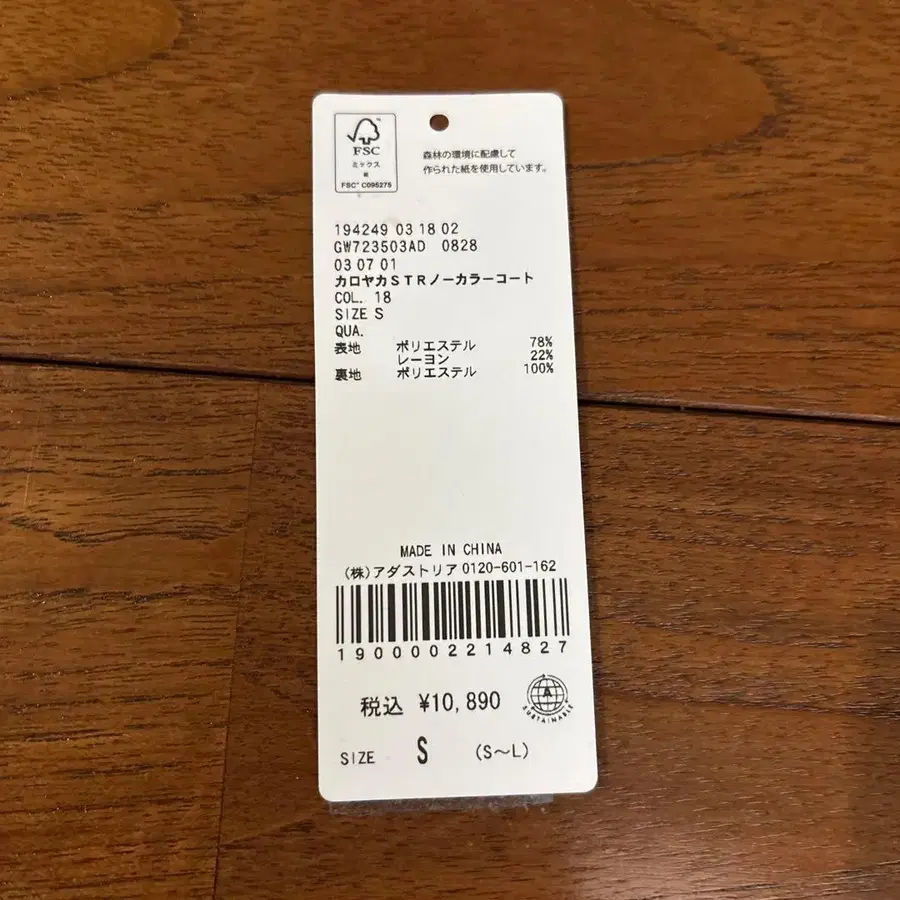 FSC
ミックス
紙
FSC® C095275
森林の環境に配慮して
作られた紙を使用しています。
194249 03 18 02
GW723503AD 0828
03 07 01
カロヤカSTRノーカラーコート
COL. 18
SIZE S
QUA.
表地 ポリエステル 78%
レーヨン 22%
裏地 ポリエステル 100%
MADE IN CHINA
(株)アダストリア 0120-601-162
1900002214827
税込 ¥10,890
A
SUSTAINABLE
SIZE S (S~L)